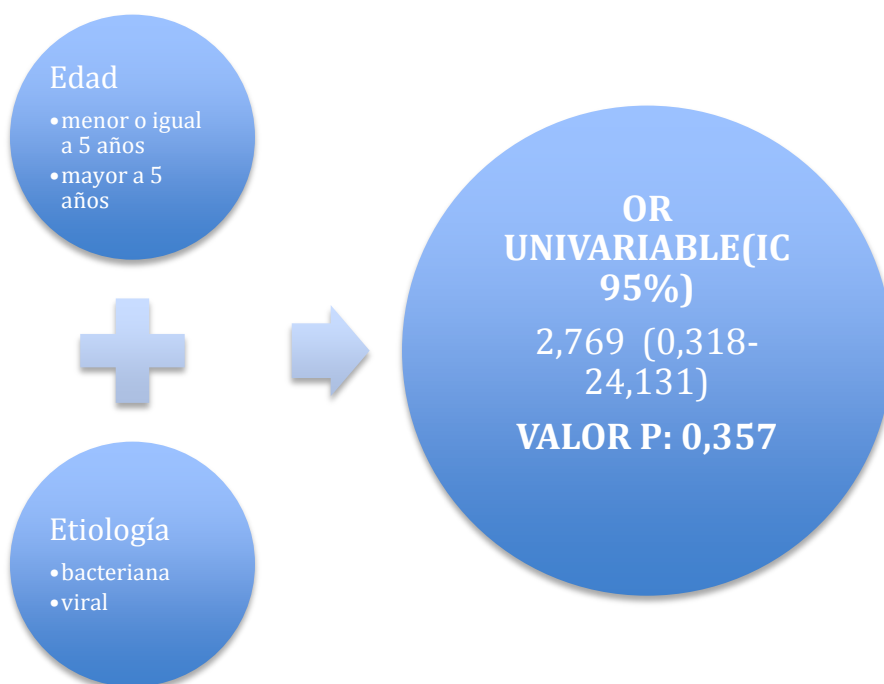 Edad
•menor o igual
a 5 años
•mayor a 5
años
Etiología
•bacteriana
•viral
OR
UNIVARIABLE(IC
95%)
2,769 (0,318-
24,131)
VALOR P: 0,357